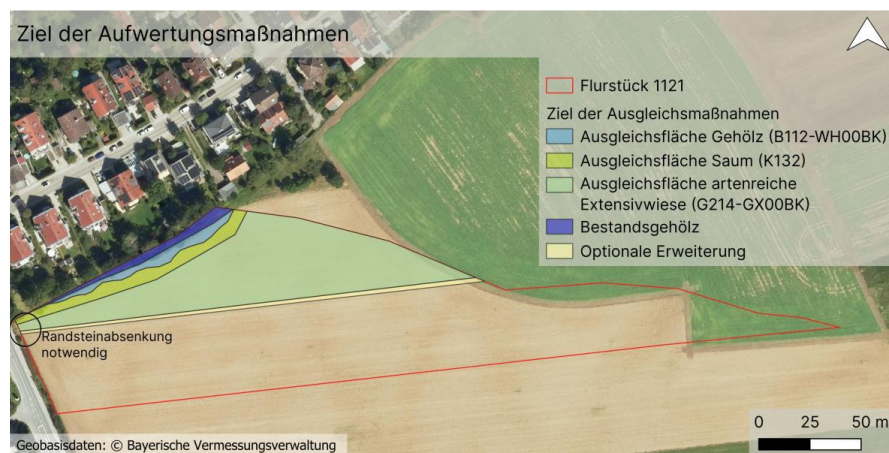 Ziel der Aufwertungsmaßnahmen
Flurstück 1121
Ziel der Ausgleichsmaßnahmen
Ausgleichsfläche Gehölz (B112-WH00BK)
Ausgleichsfläche Saum (K132)
Ausgleichsfläche artenreiche
Extensivwiese (G214-GX00BK)
Bestandsgehölz
Optionale Erweiterung
Randsteinabsenkung
notwendig
0 25 50 m
Geobasisdaten: © Bayerische Vermessungsverwaltung